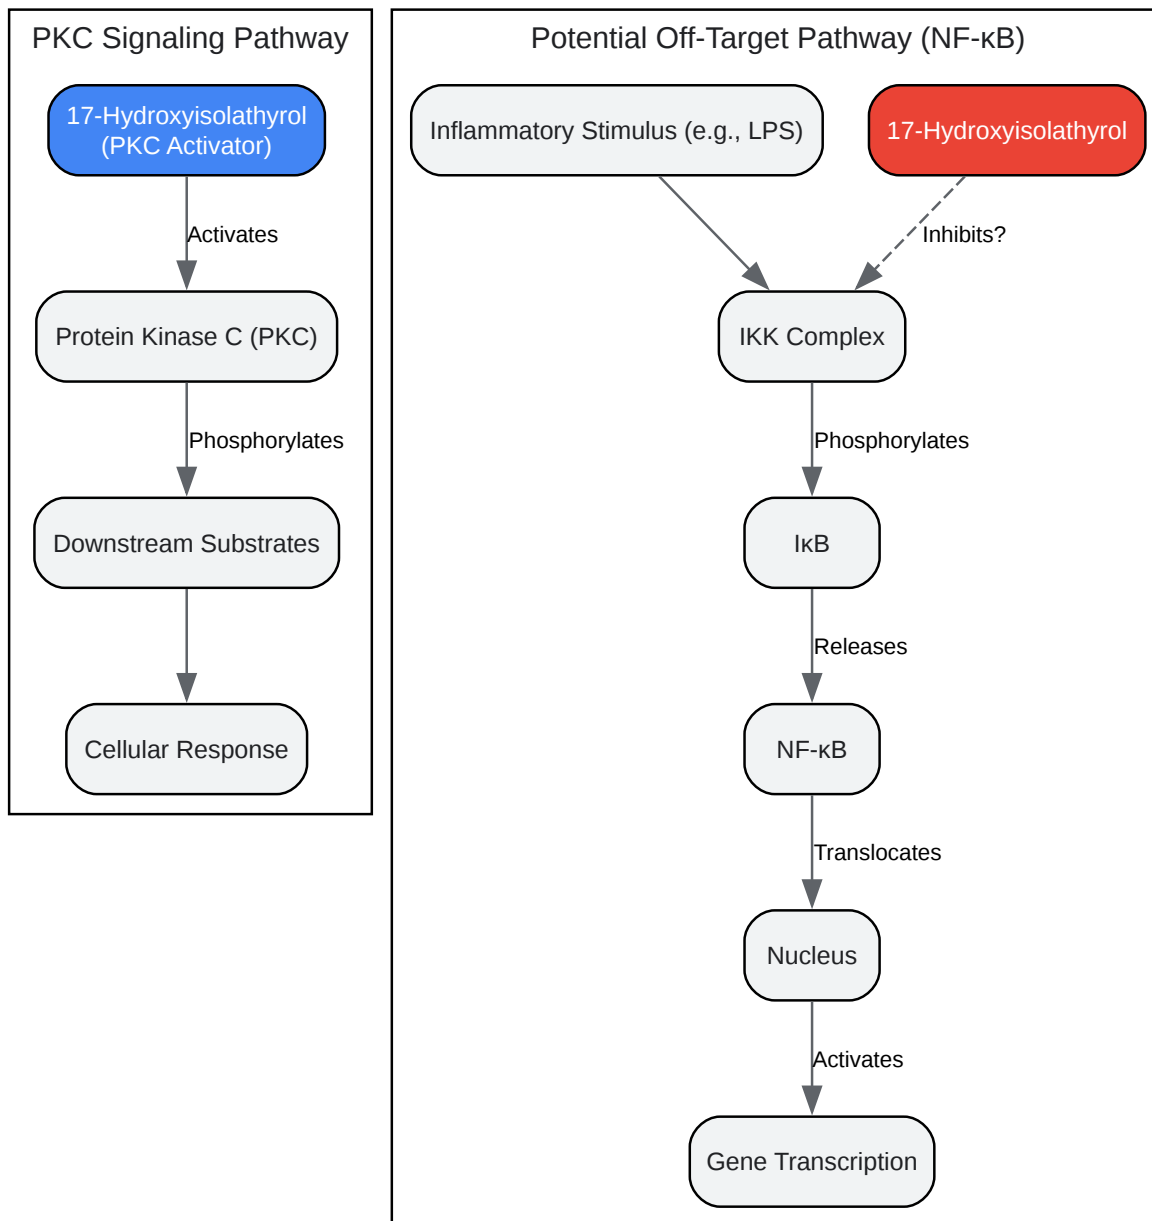 PKC Signaling Pathway
17-Hydroxyisolathyrol
(PKC Activator)
Activates
Protein Kinase C (PKC)
Phosphorylates
Downstream Substrates
Cellular Response
Potential Off-Target Pathway (NF-κB)
Inflammatory Stimulus (e.g., LPS)
17-Hydroxyisolathyrol
Inhibits?
IKK Complex
Phosphorylates
IκB
Releases
NF-κB
Translocates
Nucleus
Activates
Gene Transcription